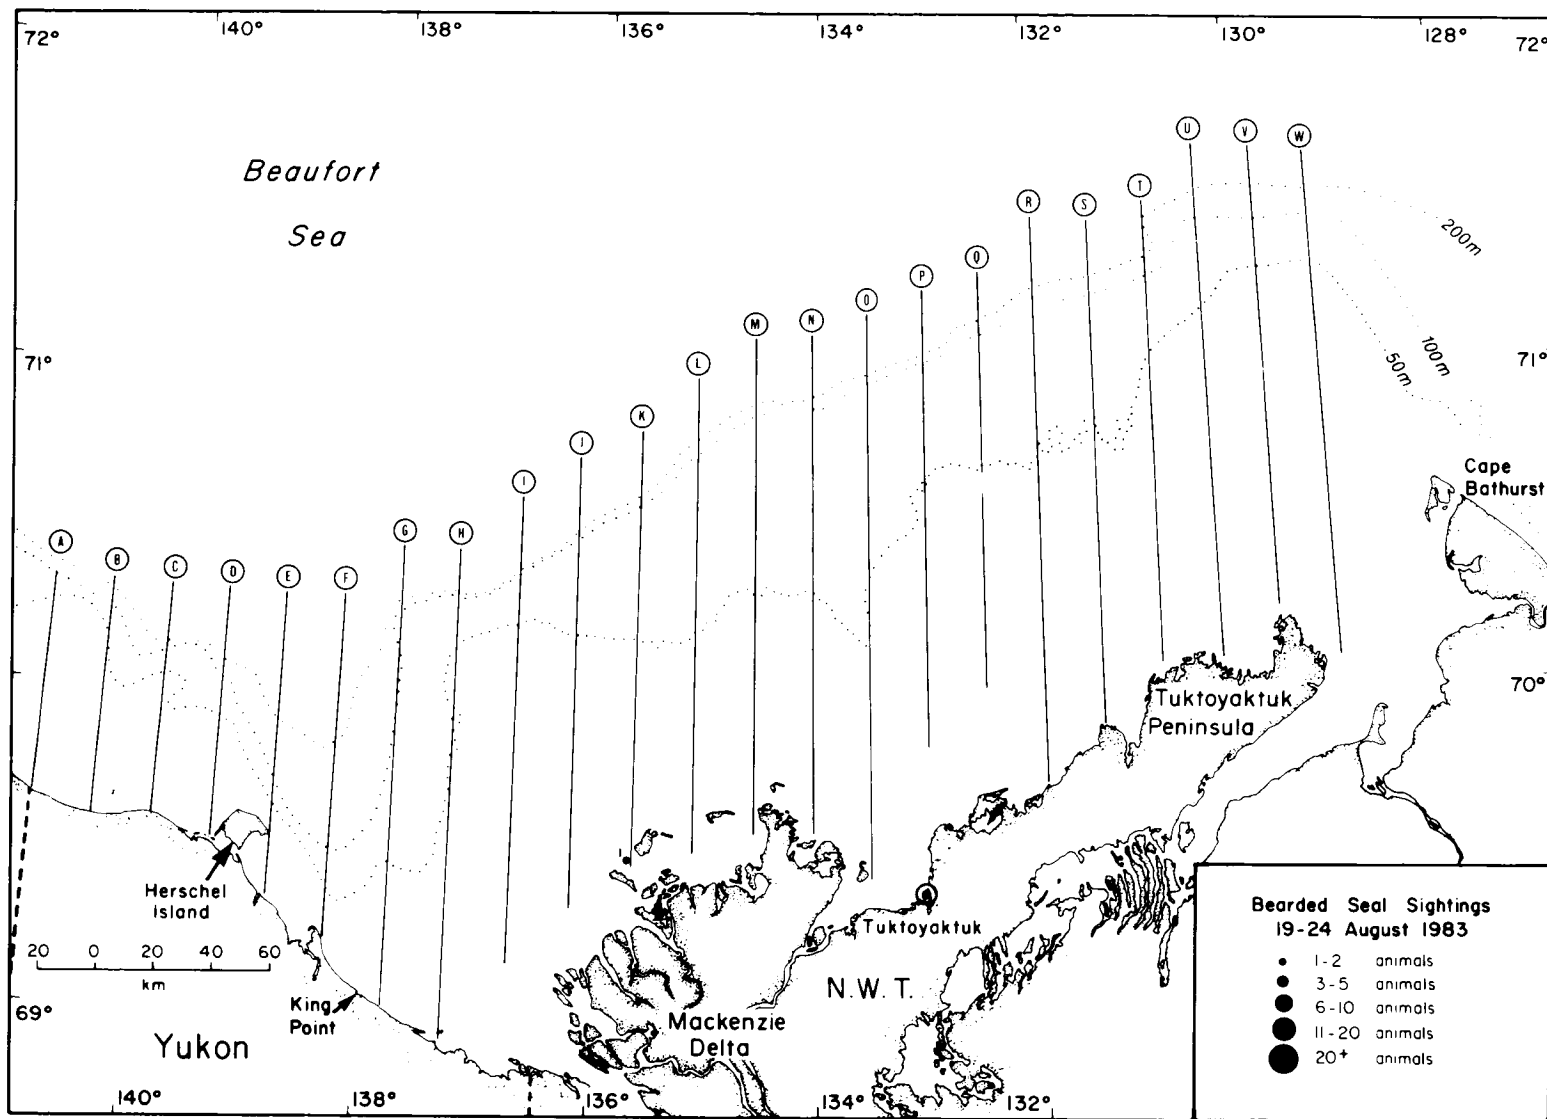 140° 138° 136° 134° 132° 130° 128°
72° 72°
U V W
Beaufort
Sea
T
R S
200m
Q
P
O
M N
71° 71°
L
100m
50m
K
J
Cape
Bathurst
I
G H
A B C D E F
70°
Tuktoyaktuk
Peninsula
Herschel
Island
Tuktoyaktuk
20 0 20 40 60
km
N.W.T.
69°
King
Point
Mackenzie
Delta
Yukon
Bearded Seal Sightings
19-24 August 1983
1-2 animals
3-5 animals
6-10 animals
11-20 animals
20+ animals
140° 138° 136° 134° 132°